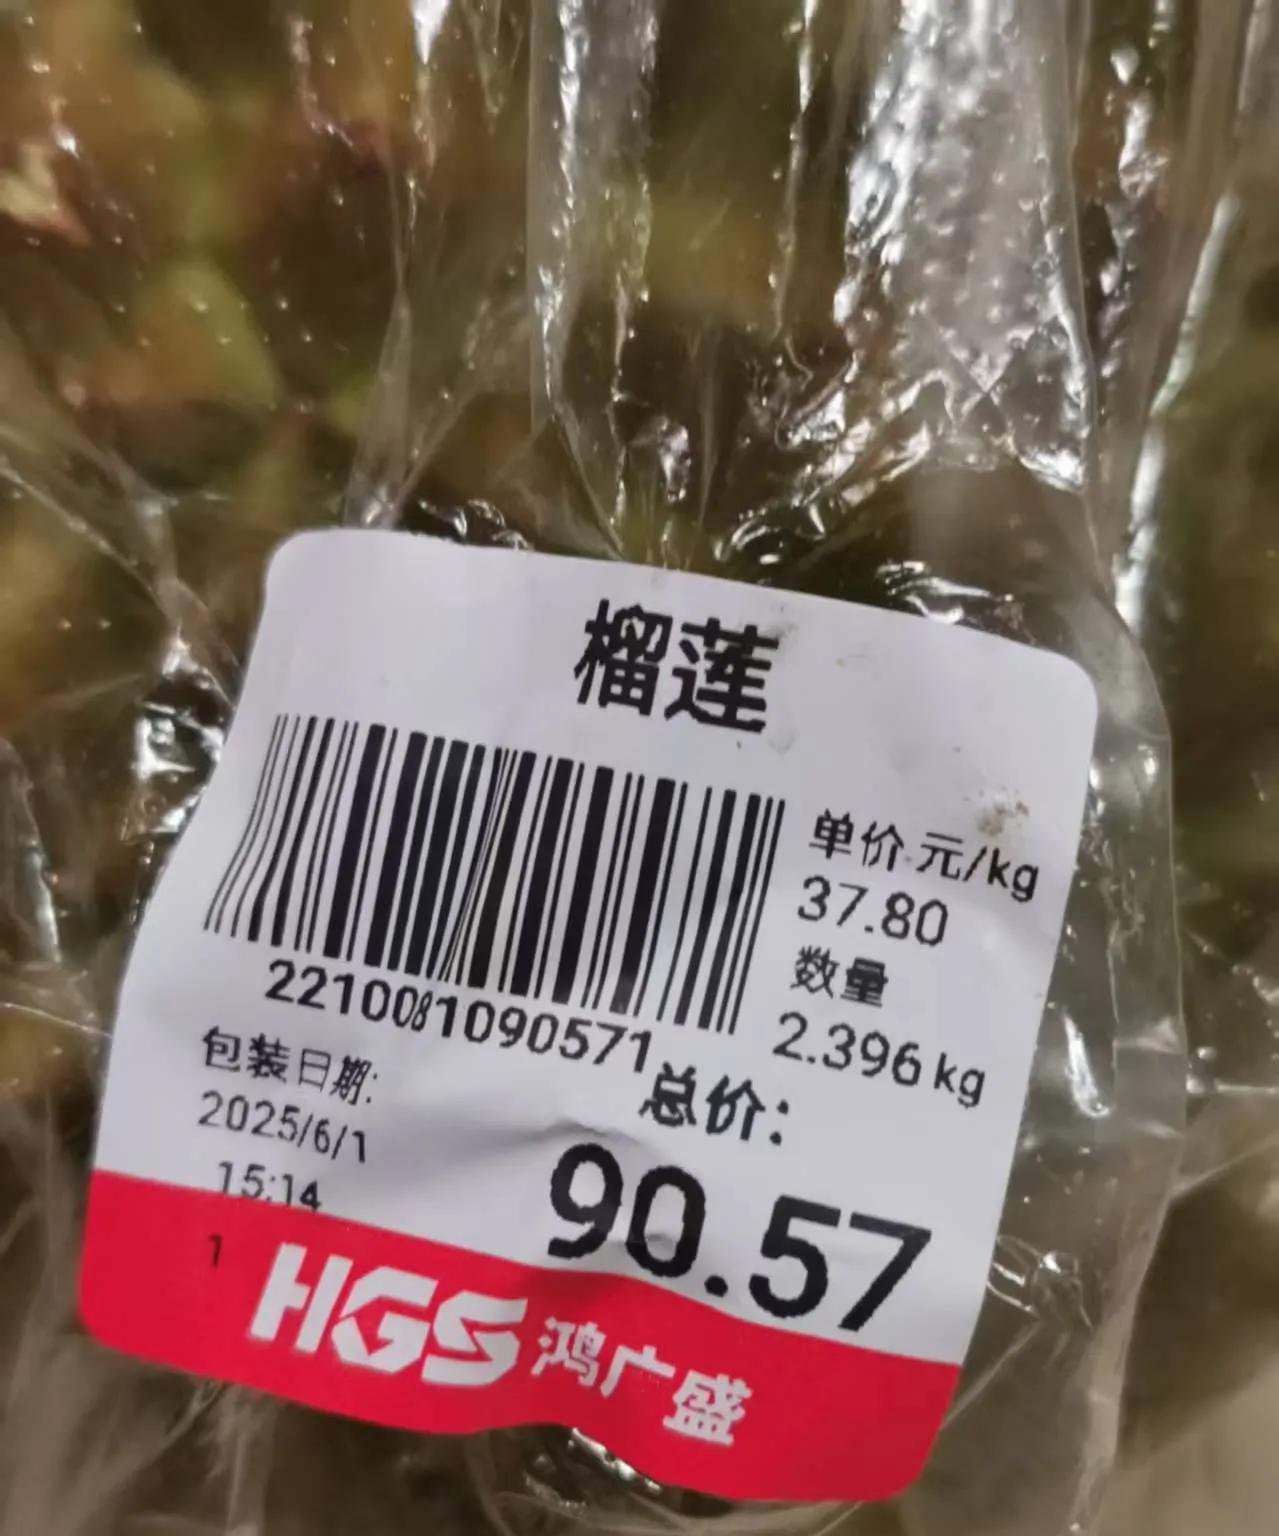 榴莲
单价 元/kg
37.80
数量
2.396 kg
2210081090571
包装日期:
2025/6/1
15:14
总价:
90.57
1
HGS 鸿广盛